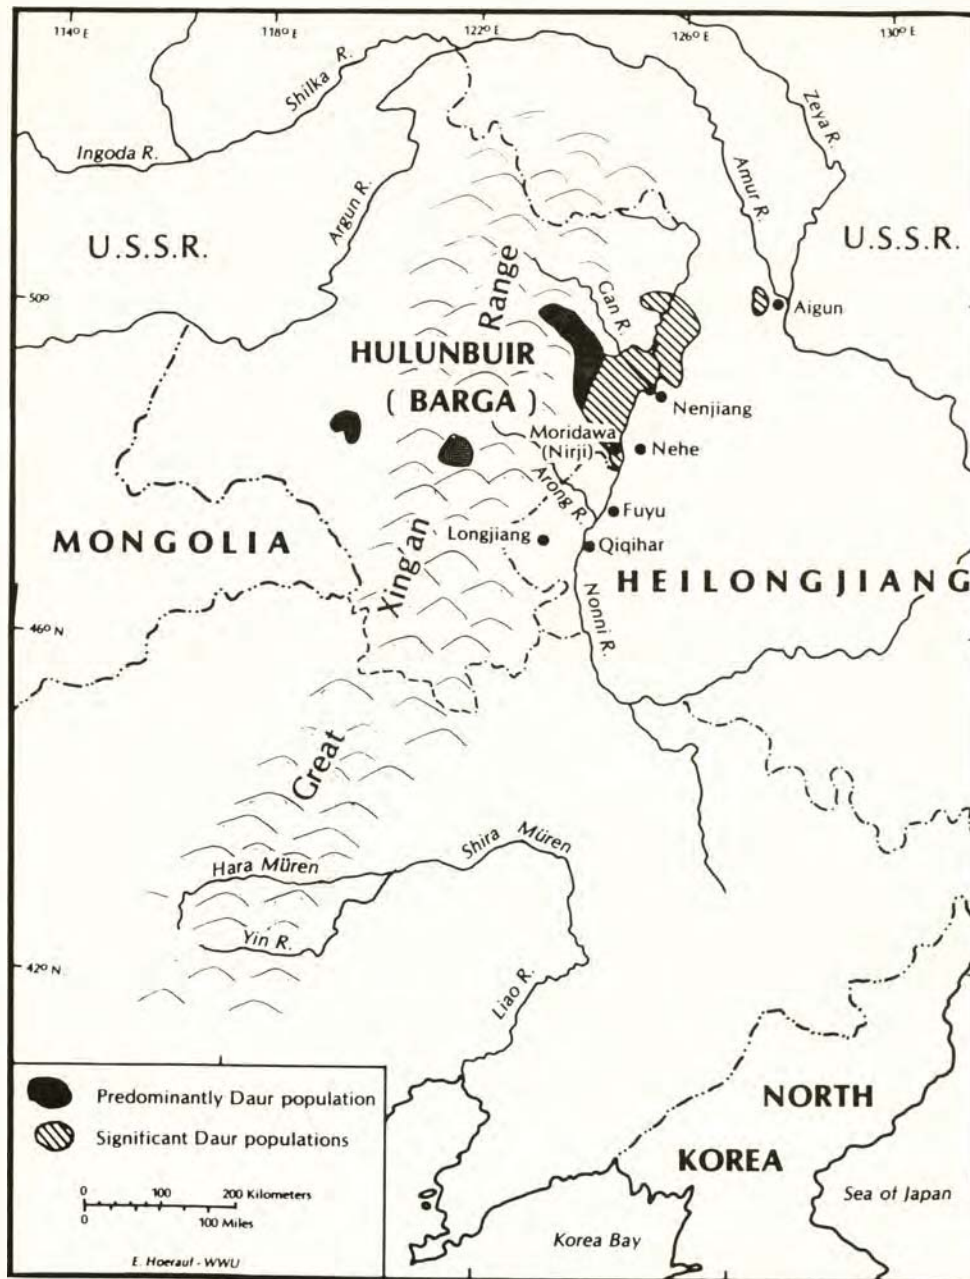 114° E
118° E
122° E
126° E
130° E
Shilka R.
Zeya R.
Ingoda R.
Amur R.
Argun R.
U.S.S.R.
U.S.S.R.
50°
Range
Gan R.
Aigun
HULUNBUIR
( BARGA )
Nenjiang
Moridawa
(Nirji)
Nehe
Arong R.
Fuyu
Longjiang
Qiqihar
MONGOLIA
Xing'an
HEILONGJIANG
Nonni R.
46° N
Great
Shira Müren
Hara Müren
Yin R.
42° N
Liao R.
Predominantly Daur population
Significant Daur populations
NORTH
KOREA
0 100 200 Kilometers
0 100 Miles
Sea of Japan
Korea Bay
E. Hoerauf - WWU